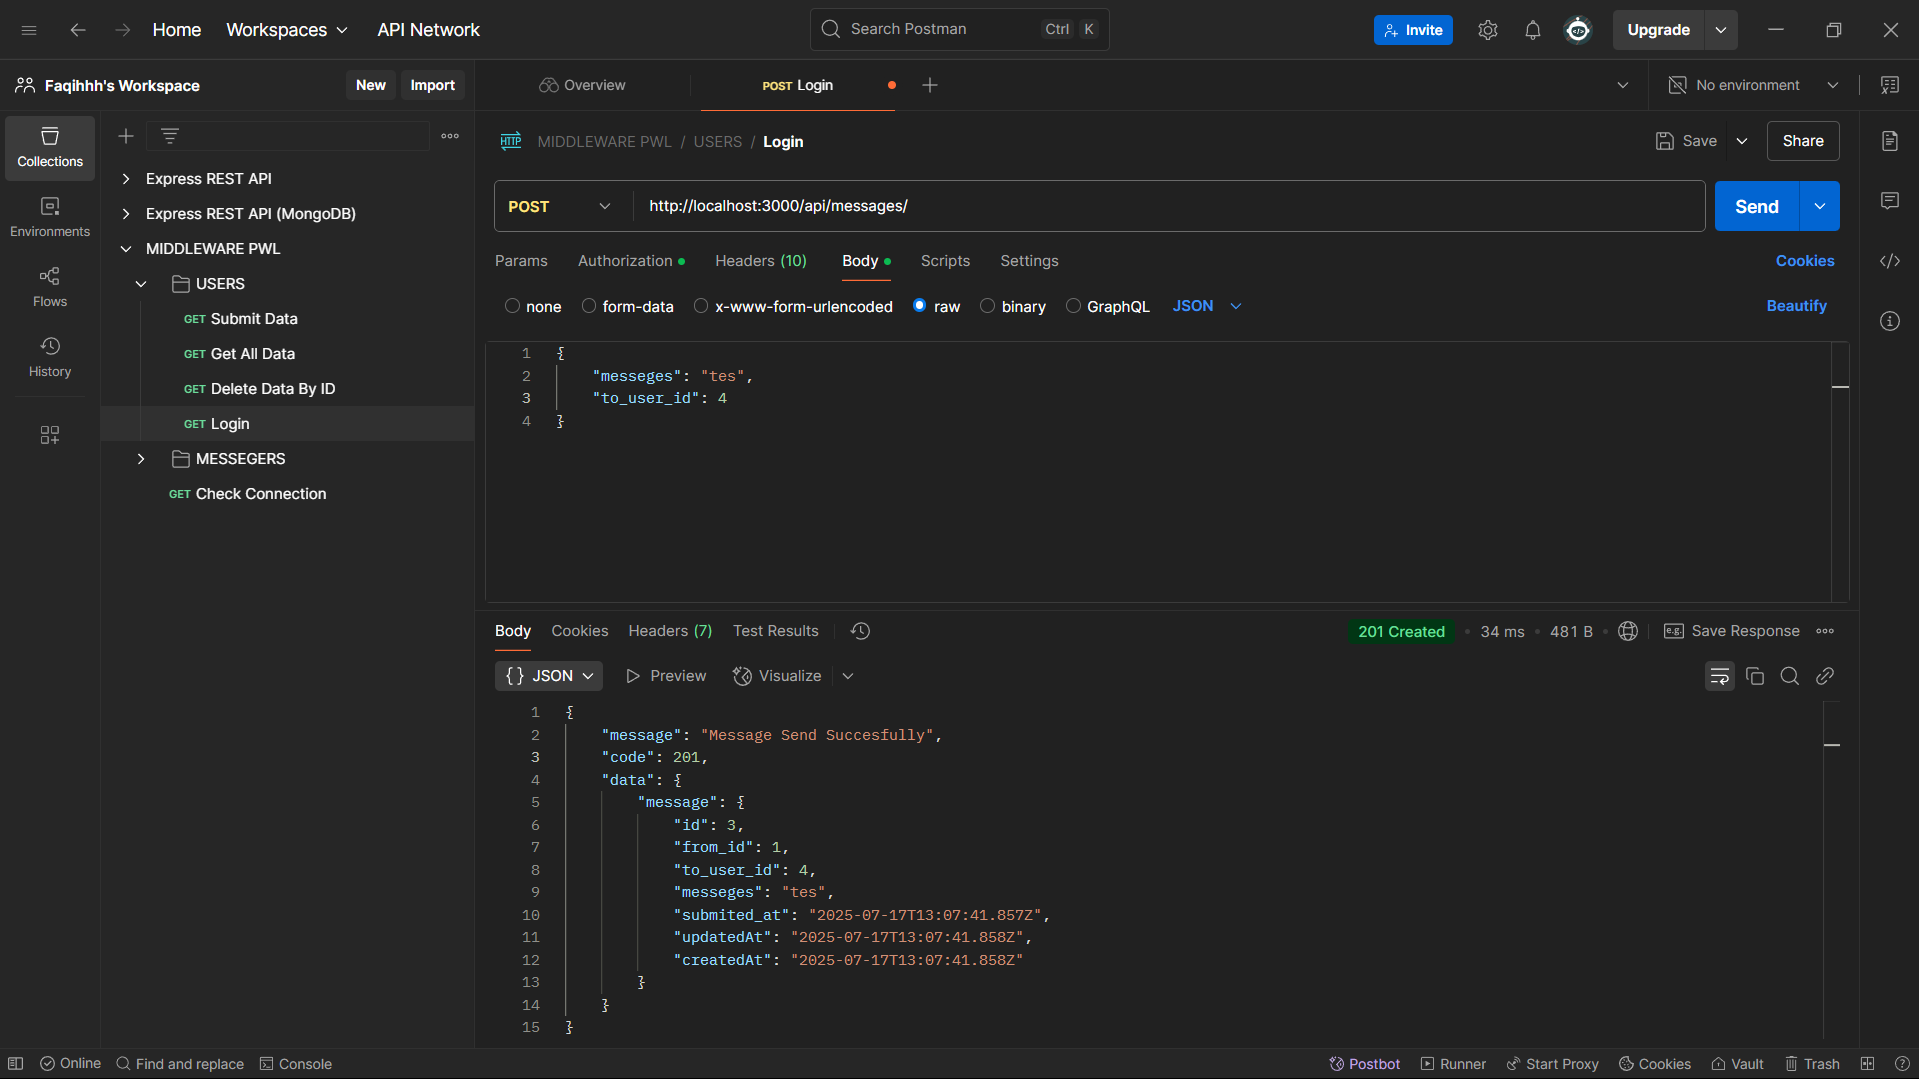 Home Workspaces API Network Search Postman Ctrl K Invite Upgrade
Faqihhh's Workspace New Import Overview POST Login No environment
Collections
Environments
Flows
History
Express REST API
Express REST API (MongoDB)
MIDDLEWARE PWL
USERS
GET Submit Data
GET Get All Data
GET Delete Data By ID
GET Login
MESSEGERS
GET Check Connection
HTTP MIDDLEWARE PWL / USERS / Login Save Share
POST http://localhost:3000/api/messages/ Send
Params Authorization Headers (10) Body Scripts Settings Cookies
none form-data x-www-form-urlencoded raw binary GraphQL JSON Beautify
1 {
2 "messeges": "tes",
3 "to_user_id": 4
4 }
Body Cookies Headers (7) Test Results 201 Created 34 ms 481 B e.g. Save Response
{} JSON Preview Visualize
1 {
2 "message": "Message Send Succesfully",
3 "code": 201,
4 "data": {
5 "message": {
6 "id": 3,
7 "from_id": 1,
8 "to_user_id": 4,
9 "messeges": "tes",
10 "submited_at": "2025-07-17T13:07:41.857Z",
11 "updatedAt": "2025-07-17T13:07:41.858Z",
12 "createdAt": "2025-07-17T13:07:41.858Z"
13 }
14 }
15 }
Online Find and replace Console Postbot Runner Start Proxy Cookies Vault Trash